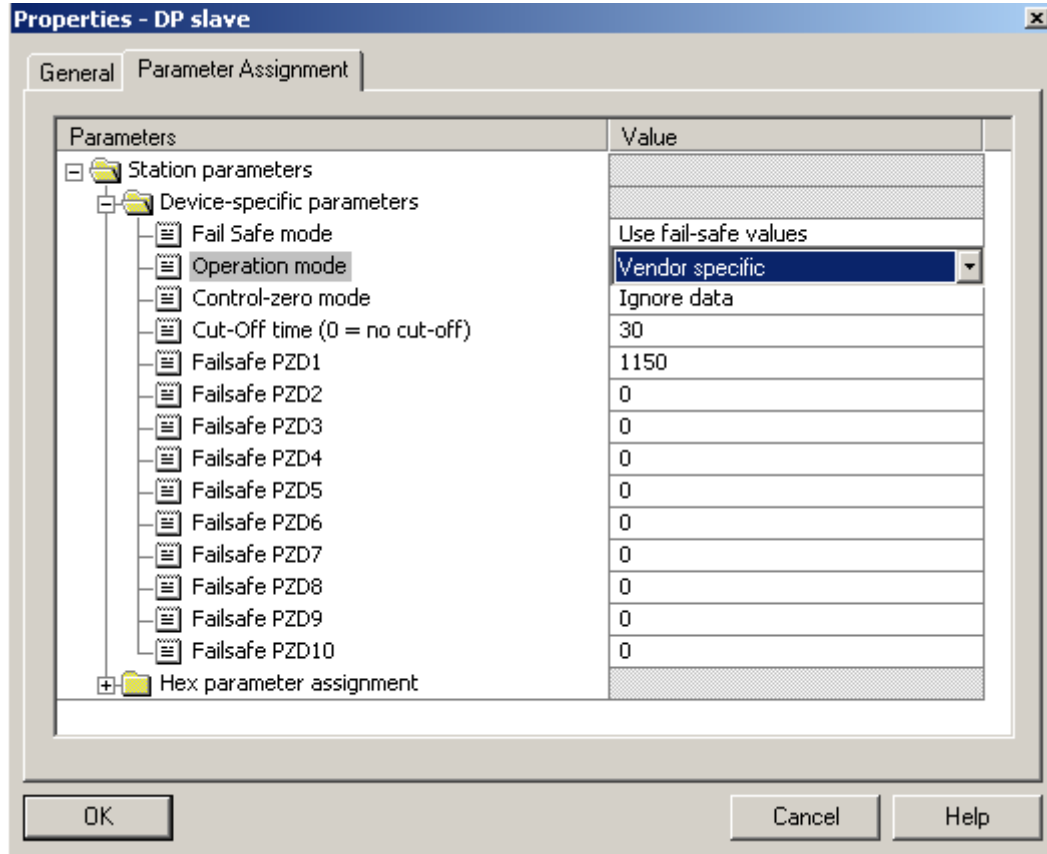 Properties - DP slave
General Parameter Assignment
Parameters Value
Station parameters
Device-specific parameters
Fail Safe mode Use fail-safe values
Operation mode Vendor specific
Control-zero mode Ignore data
Cut-Off time (0 = no cut-off) 30
Failsafe PZD1 1150
Failsafe PZD2 0
Failsafe PZD3 0
Failsafe PZD4 0
Failsafe PZD5 0
Failsafe PZD6 0
Failsafe PZD7 0
Failsafe PZD8 0
Failsafe PZD9 0
Failsafe PZD10 0
Hex parameter assignment
OK Cancel Help